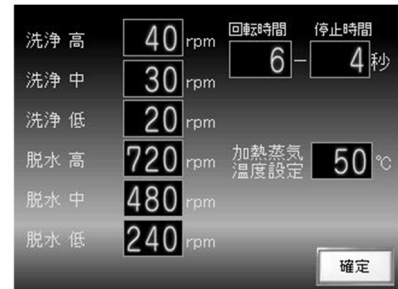 洗浄 高 40 rpm
回転時間 停止時間
6 - 4 秒
洗浄 中 30 rpm
洗浄 低 20 rpm
脱水 高 720 rpm
加熱蒸気
温度設定 50 ℃
脱水 中 480 rpm
脱水 低 240 rpm
確定